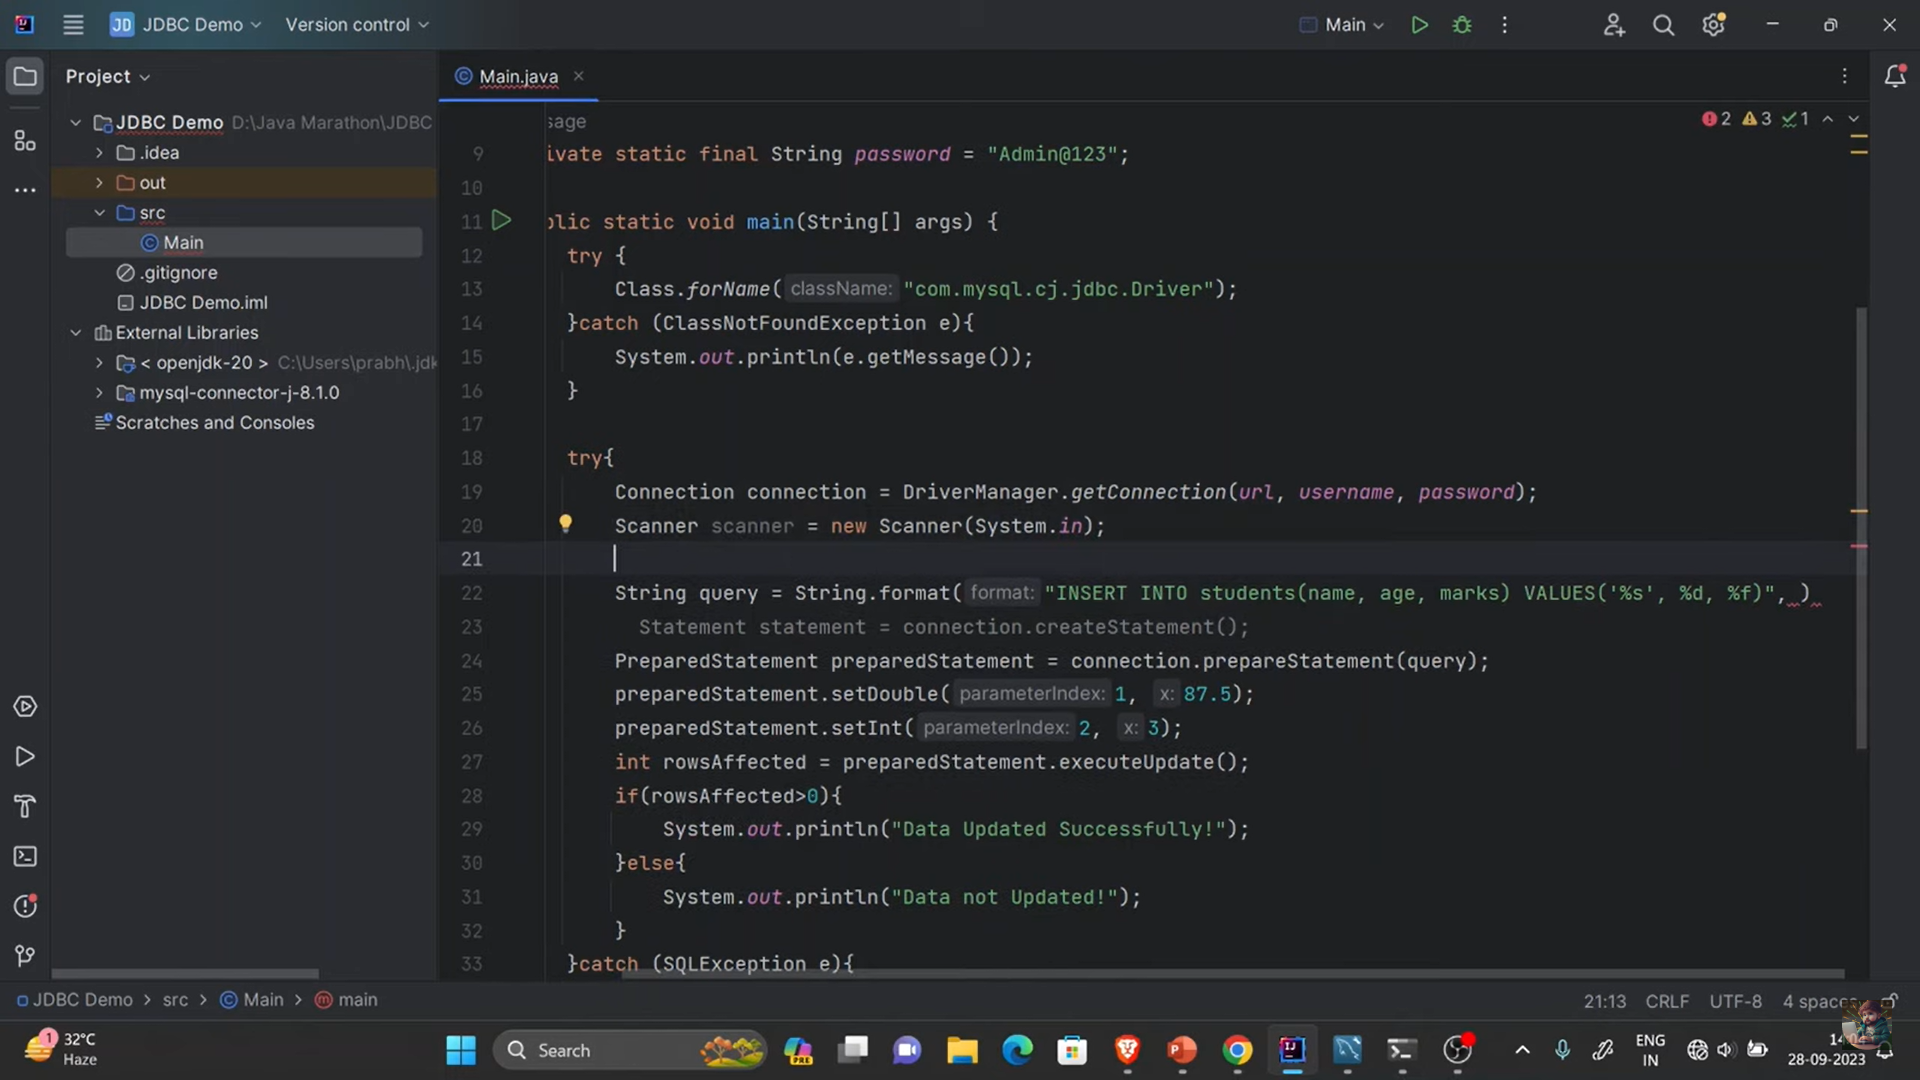 JD JDBC Demo Version control Main
Project Main.java
JDBC Demo D:\Java Marathon\JDBC
.idea
out
src
Main
.gitignore
JDBC Demo.iml
External Libraries
< openjdk-20 > C:\Users\prabh\.jdk
mysql-connector-j-8.1.0
Scratches and Consoles
sage 2 3 1
9 ivate static final String password = "Admin@123";
10
11 blic static void main(String[] args) {
12 try {
13 Class.forName( className: "com.mysql.cj.jdbc.Driver");
14 }catch (ClassNotFoundException e){
15 System.out.println(e.getMessage());
16 }
17
18 try{
19 Connection connection = DriverManager.getConnection(url, username, password);
20 Scanner scanner = new Scanner(System.in);
21
22 String query = String.format( format: "INSERT INTO students(name, age, marks) VALUES('%s', %d, %f)", )
23 Statement statement = connection.createStatement();
24 PreparedStatement preparedStatement = connection.prepareStatement(query);
25 preparedStatement.setDouble( parameterIndex: 1, x: 87.5);
26 preparedStatement.setInt( parameterIndex: 2, x: 3);
27 int rowsAffected = preparedStatement.executeUpdate();
28 if(rowsAffected>0){
29 System.out.println("Data Updated Successfully!");
30 }else{
31 System.out.println("Data not Updated!");
32 }
33 }catch (SQLException e){
JDBC Demo > src > Main > main 21:13 CRLF UTF-8 4 spaces
1 32°C
Haze
Search
PRE
ENG
IN
28-09-2023